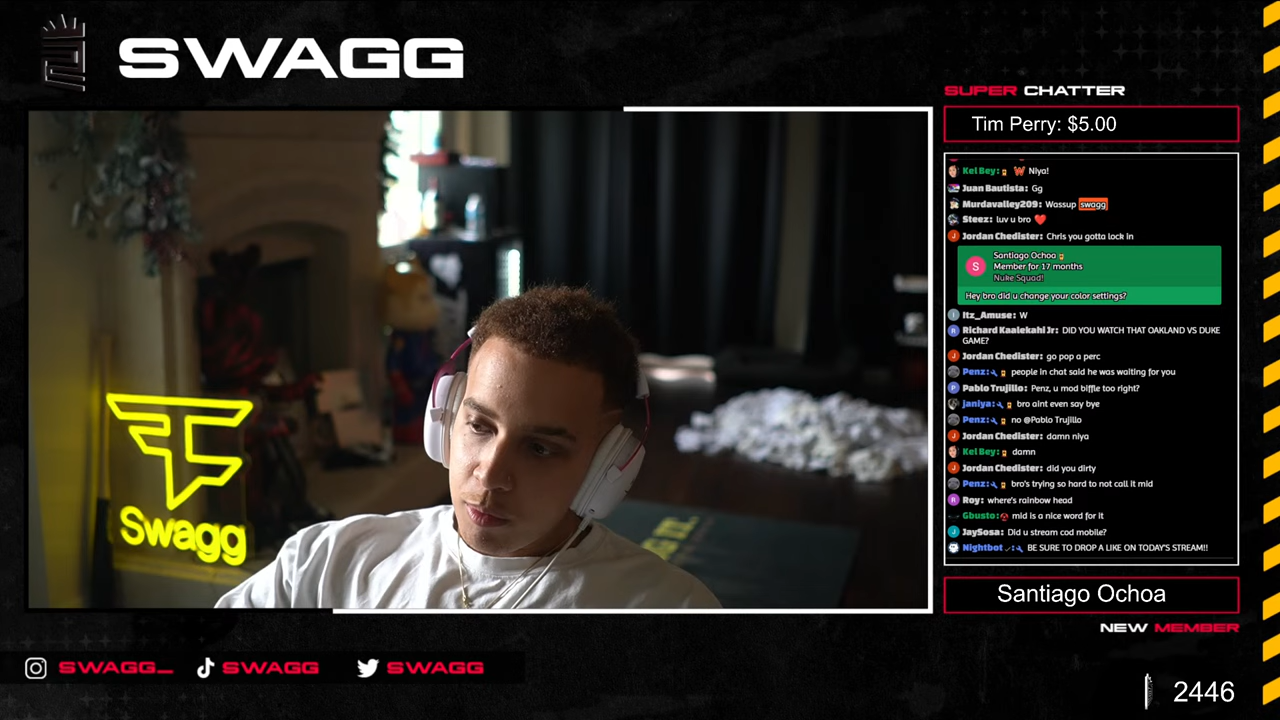 SWAGG
SUPER CHATTER
Tim Perry: $5.00
Kel Bey: Niya!
Juan Bautista: Gg
Murdavalley209: Wassup swagg
Steez: luv u bro
Jordan Chedister: Chris you gotta lock in
Santiago Ochoa
Member for 17 months
Nuke Squad!
Hey bro did u change your color settings?
Itz_Amuse: W
Richard Kaalekahi Jr: DID YOU WATCH THAT OAKLAND VS DUKE
GAME?
Jordan Chedister: go pop a perc
Penz: people in chat said he was waiting for you
Pablo Trujillo: Penz, u mod biffle too right?
Janiya: bro aint even say bye
Penz: no @Pablo Trujillo
Jordan Chedister: damn niya
Kel Bey: damn
Jordan Chedister: did you dirty
Penz: bro's trying so hard to not call it mid
Roy: where's rainbow head
Gbusto: mid is a nice word for it
JaySosa: Did u stream cod mobile?
Nightbot: BE SURE TO DROP A LIKE ON TODAY'S STREAM!!
Swagg
Santiago Ochoa
NEW MEMBER
SWAGG_ SWAGG SWAGG
2446